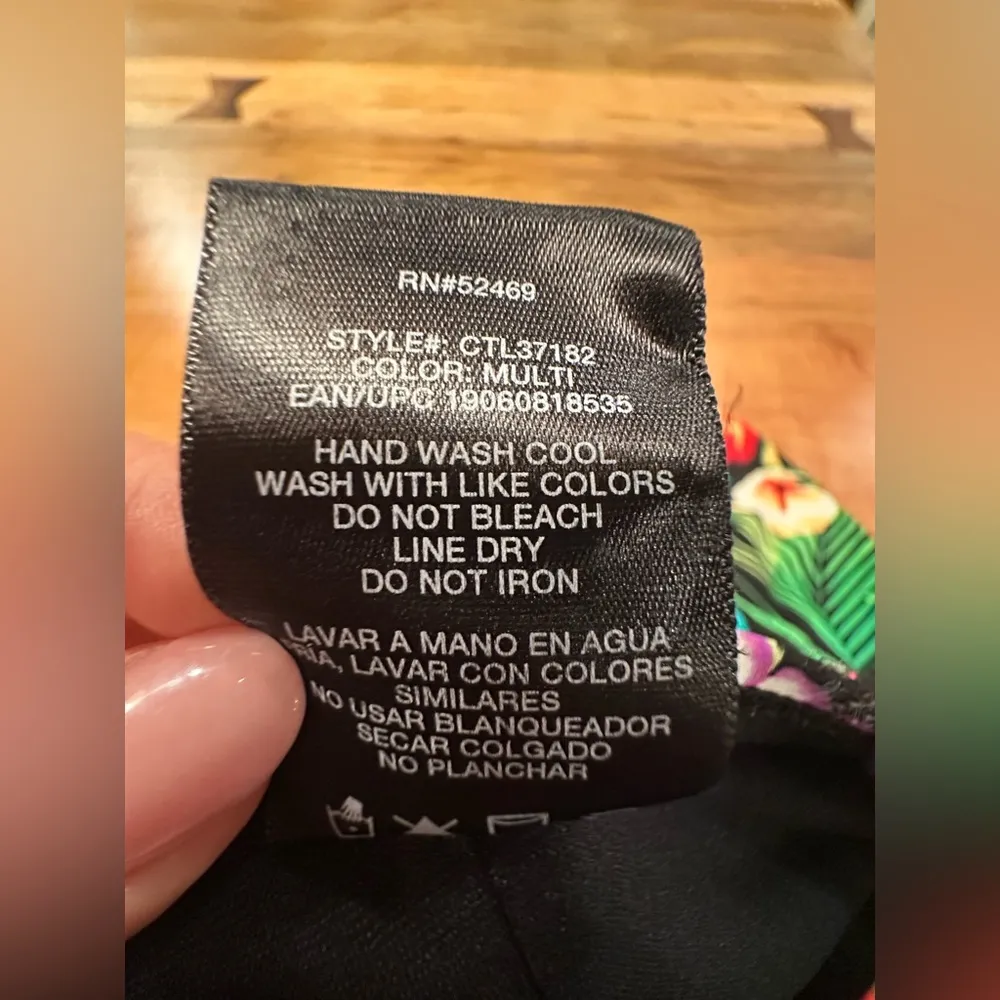 RN#52469
STYLE#: CTL37182
COLOR: MULTI
EAN/UPC 19060818535
HAND WASH COOL
WASH WITH LIKE COLORS
DO NOT BLEACH
LINE DRY
DO NOT IRON
LAVAR A MANO EN AGUA
RIA, LAVAR CON COLORES
SIMILARES
NO USAR BLANQUEADOR
SECAR COLGADO
NO PLANCHAR